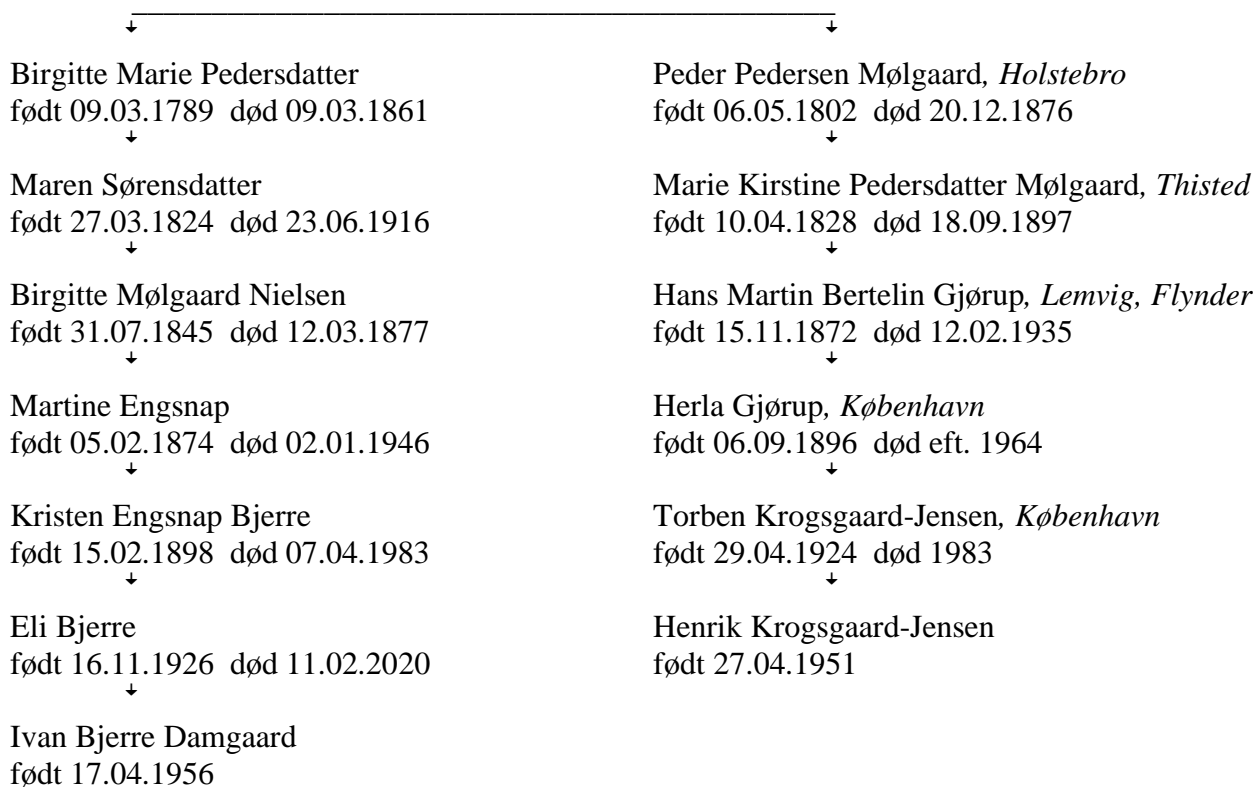 Birgitte Marie Pedersdatter
født 09.03.1789 død 09.03.1861
Maren Sørensdatter
født 27.03.1824 død 23.06.1916
Birgitte Mølgaard Nielsen
født 31.07.1845 død 12.03.1877
Martine Engsnap
født 05.02.1874 død 02.01.1946
Kristen Engsnap Bjerre
født 15.02.1898 død 07.04.1983
Eli Bjerre
født 16.11.1926 død 11.02.2020
Ivan Bjerre Damgaard
født 17.04.1956
Peder Pedersen Mølgaard, Holstebro
født 06.05.1802 død 20.12.1876
Marie Kirstine Pedersdatter Mølgaard, Thisted
født 10.04.1828 død 18.09.1897
Hans Martin Bertelin Gjørup, Lemvig, Flynder
født 15.11.1872 død 12.02.1935
Herla Gjørup, København
født 06.09.1896 død eft. 1964
Torben Krogsgaard-Jensen, København
født 29.04.1924 død 1983
Henrik Krogsgaard-Jensen
født 27.04.1951